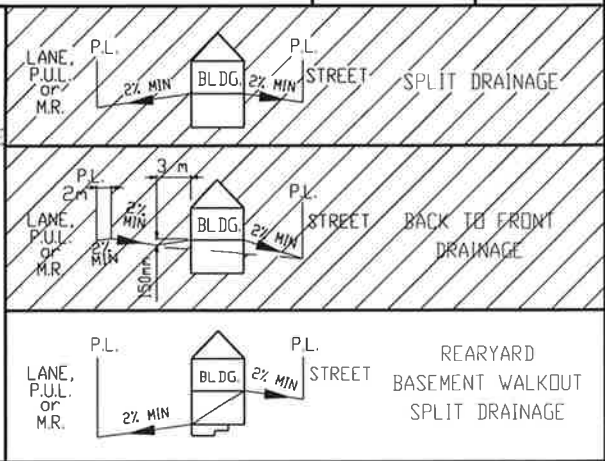 P.L.
P.L.
LANE,
P.U.L.
or
M.R.
2% MIN
BLDG.
2% MIN
STREET
SPLIT DRAINAGE
3 m
P.L.
2m
P.L.
LANE,
P.U.L.
or
M.R.
2%
MIN
2%
MIN
150mm
BLDG.
2% MIN
STREET
BACK TO FRONT
DRAINAGE
P.L.
P.L.
LANE,
P.U.L.
or
M.R.
2% MIN
BLDG.
2% MIN
STREET
REARYARD
BASEMENT WALKOUT
SPLIT DRAINAGE